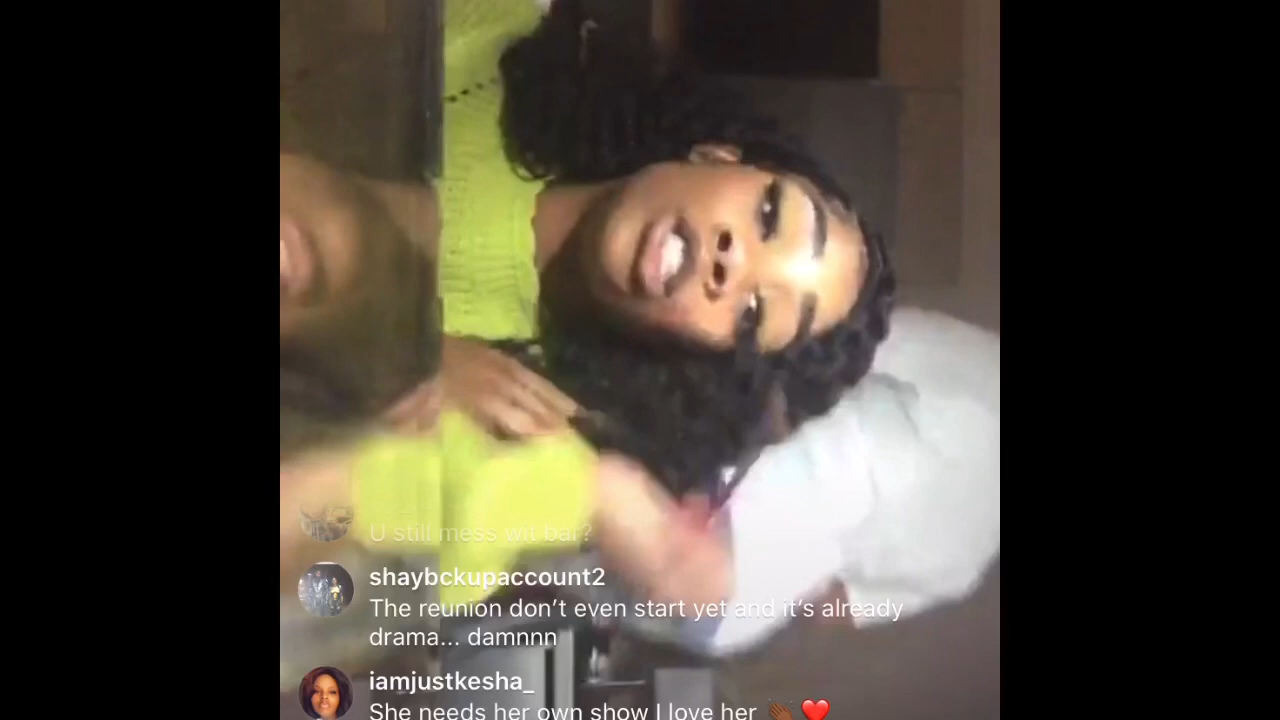 U still mess wit bar?
shaybckupaccount2
The reunion don’t even start yet and it’s already
drama... damnnn
iamjustkesha_
She needs her own show I love her 👏🏾❤️